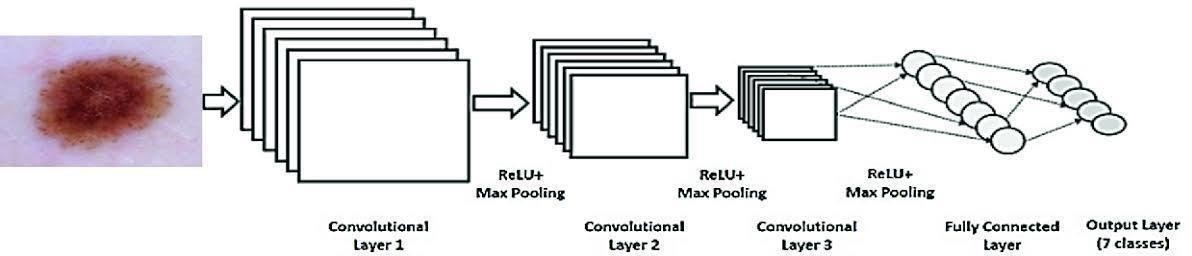 ReLU+
Max Pooling
ReLU+
Max Pooling
ReLU+
Max Pooling
Convolutional
Layer 1
Convolutional
Layer 2
Convolutional
Layer 3
Fully Connected
Layer
Output Layer
(7 classes)